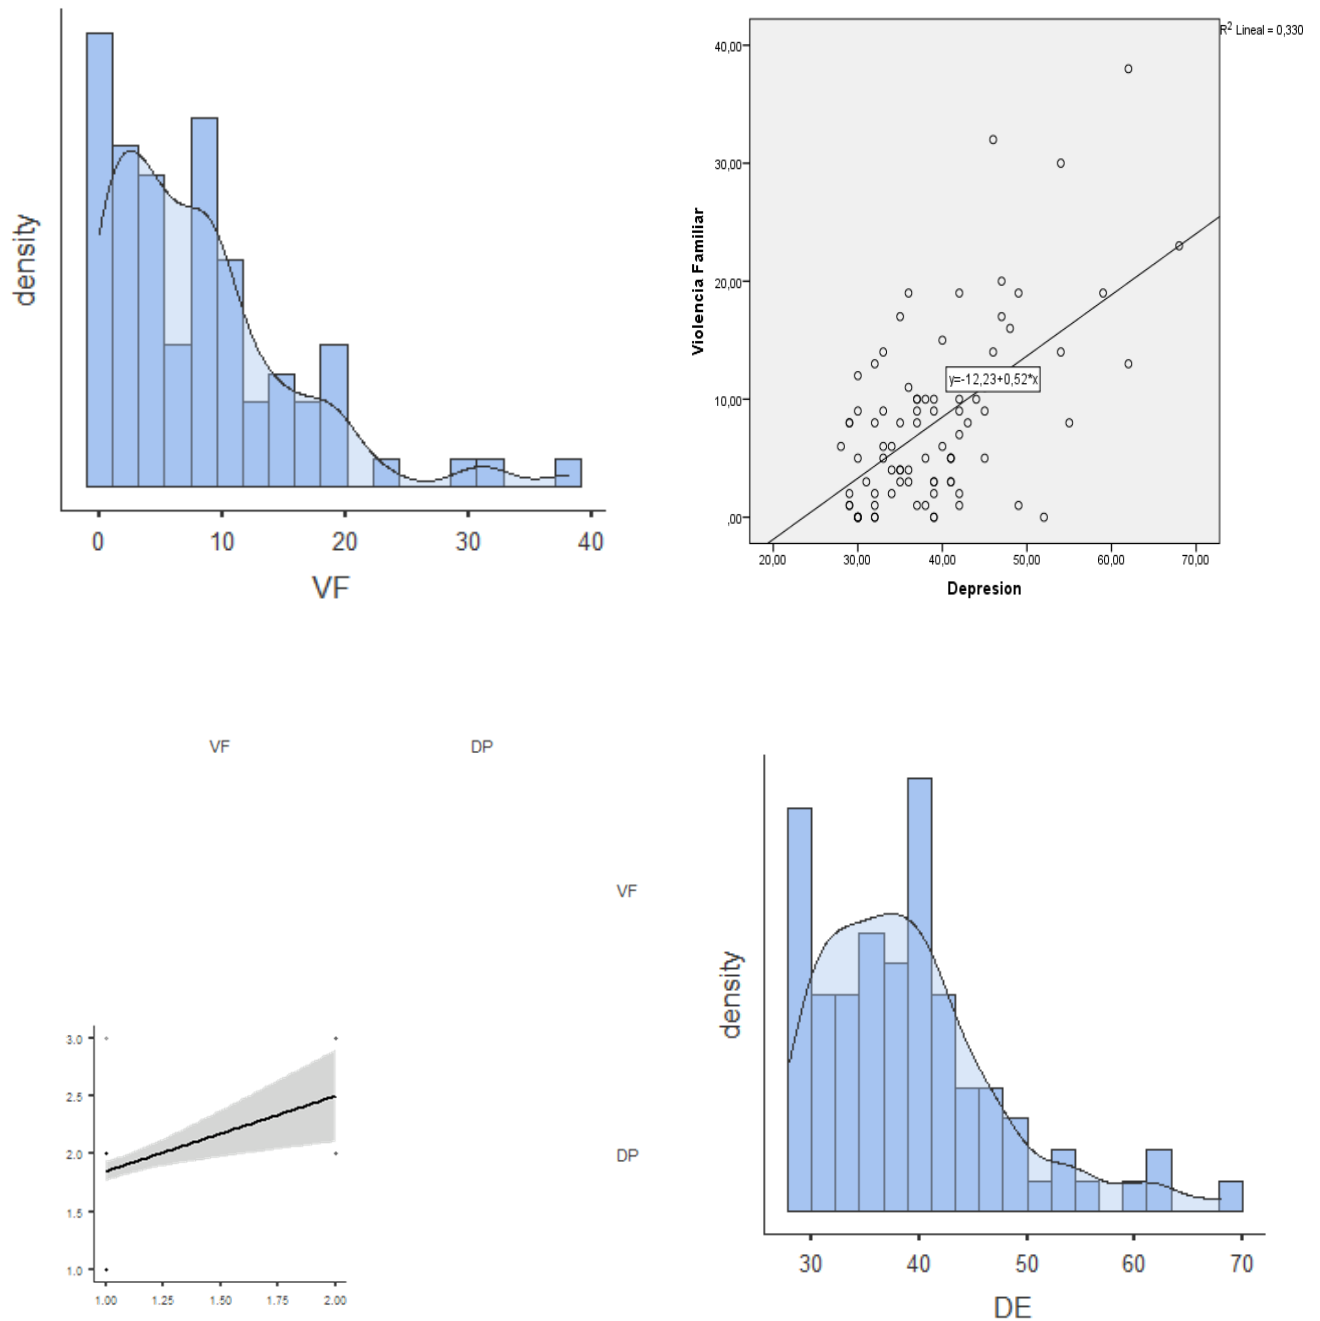 density
0 10 20 30 40
VF
R² Lineal = 0,330
40,00
30,00
20,00
10,00
,00
Violencia Familiar
y=-12,23+0,52*x
20,00 30,00 40,00 50,00 60,00 70,00
Depresion
VF DP
VF
DP
3.0
2.5
2.0
1.5
1.0
1.00 1.25 1.50 1.75 2.00
density
30 40 50 60 70
DE